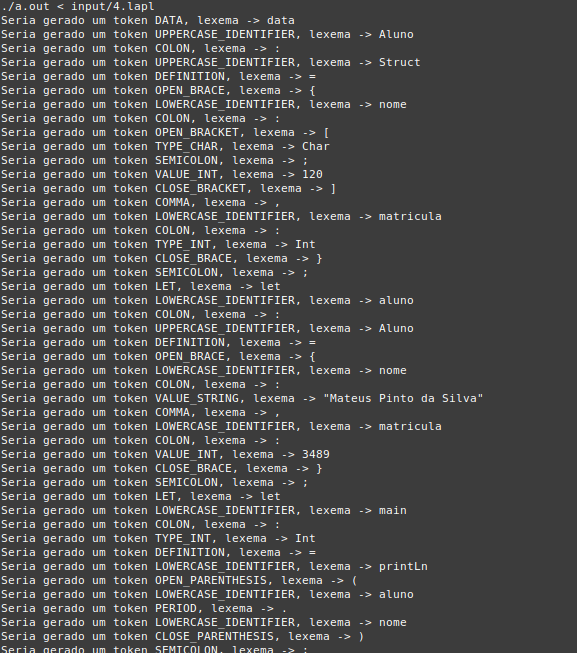 ./a.out < input/4.lapl
Seria gerado um token DATA, lexema -> data
Seria gerado um token UPPERCASE_IDENTIFIER, lexema -> Aluno
Seria gerado um token COLON, lexema -> :
Seria gerado um token UPPERCASE_IDENTIFIER, lexema -> Struct
Seria gerado um token DEFINITION, lexema -> =
Seria gerado um token OPEN_BRACE, lexema -> {
Seria gerado um token LOWERCASE_IDENTIFIER, lexema -> nome
Seria gerado um token COLON, lexema -> :
Seria gerado um token OPEN_BRACKET, lexema -> [
Seria gerado um token TYPE_CHAR, lexema -> Char
Seria gerado um token SEMICOLON, lexema -> ;
Seria gerado um token VALUE_INT, lexema -> 120
Seria gerado um token CLOSE_BRACKET, lexema -> ]
Seria gerado um token COMMA, lexema -> ,
Seria gerado um token LOWERCASE_IDENTIFIER, lexema -> matricula
Seria gerado um token COLON, lexema -> :
Seria gerado um token TYPE_INT, lexema -> Int
Seria gerado um token CLOSE_BRACE, lexema -> }
Seria gerado um token SEMICOLON, lexema -> ;
Seria gerado um token LET, lexema -> let
Seria gerado um token LOWERCASE_IDENTIFIER, lexema -> aluno
Seria gerado um token COLON, lexema -> :
Seria gerado um token UPPERCASE_IDENTIFIER, lexema -> Aluno
Seria gerado um token DEFINITION, lexema -> =
Seria gerado um token OPEN_BRACE, lexema -> {
Seria gerado um token LOWERCASE_IDENTIFIER, lexema -> nome
Seria gerado um token COLON, lexema -> :
Seria gerado um token VALUE_STRING, lexema -> "Mateus Pinto da Silva"
Seria gerado um token COMMA, lexema -> ,
Seria gerado um token LOWERCASE_IDENTIFIER, lexema -> matricula
Seria gerado um token COLON, lexema -> :
Seria gerado um token VALUE_INT, lexema -> 3489
Seria gerado um token CLOSE_BRACE, lexema -> }
Seria gerado um token SEMICOLON, lexema -> ;
Seria gerado um token LET, lexema -> let
Seria gerado um token LOWERCASE_IDENTIFIER, lexema -> main
Seria gerado um token COLON, lexema -> :
Seria gerado um token TYPE_INT, lexema -> Int
Seria gerado um token DEFINITION, lexema -> =
Seria gerado um token LOWERCASE_IDENTIFIER, lexema -> printLn
Seria gerado um token OPEN_PARENTHESIS, lexema -> (
Seria gerado um token LOWERCASE_IDENTIFIER, lexema -> aluno
Seria gerado um token PERIOD, lexema -> .
Seria gerado um token LOWERCASE_IDENTIFIER, lexema -> nome
Seria gerado um token CLOSE_PARENTHESIS, lexema -> )
Seria gerado um token SEMICOLON, lexema -> ;